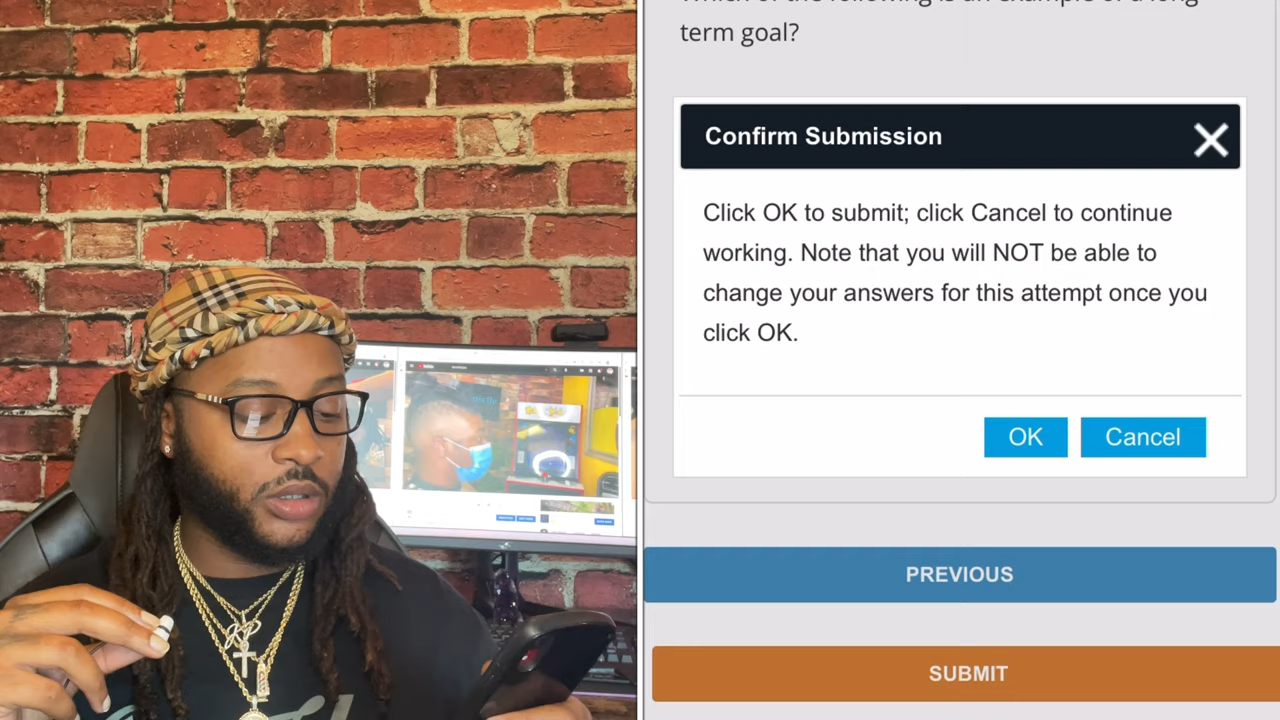 term goal?
Confirm Submission
Click OK to submit; click Cancel to continue
working. Note that you will NOT be able to
change your answers for this attempt once you
click OK.
OK
Cancel
PREVIOUS
SUBMIT